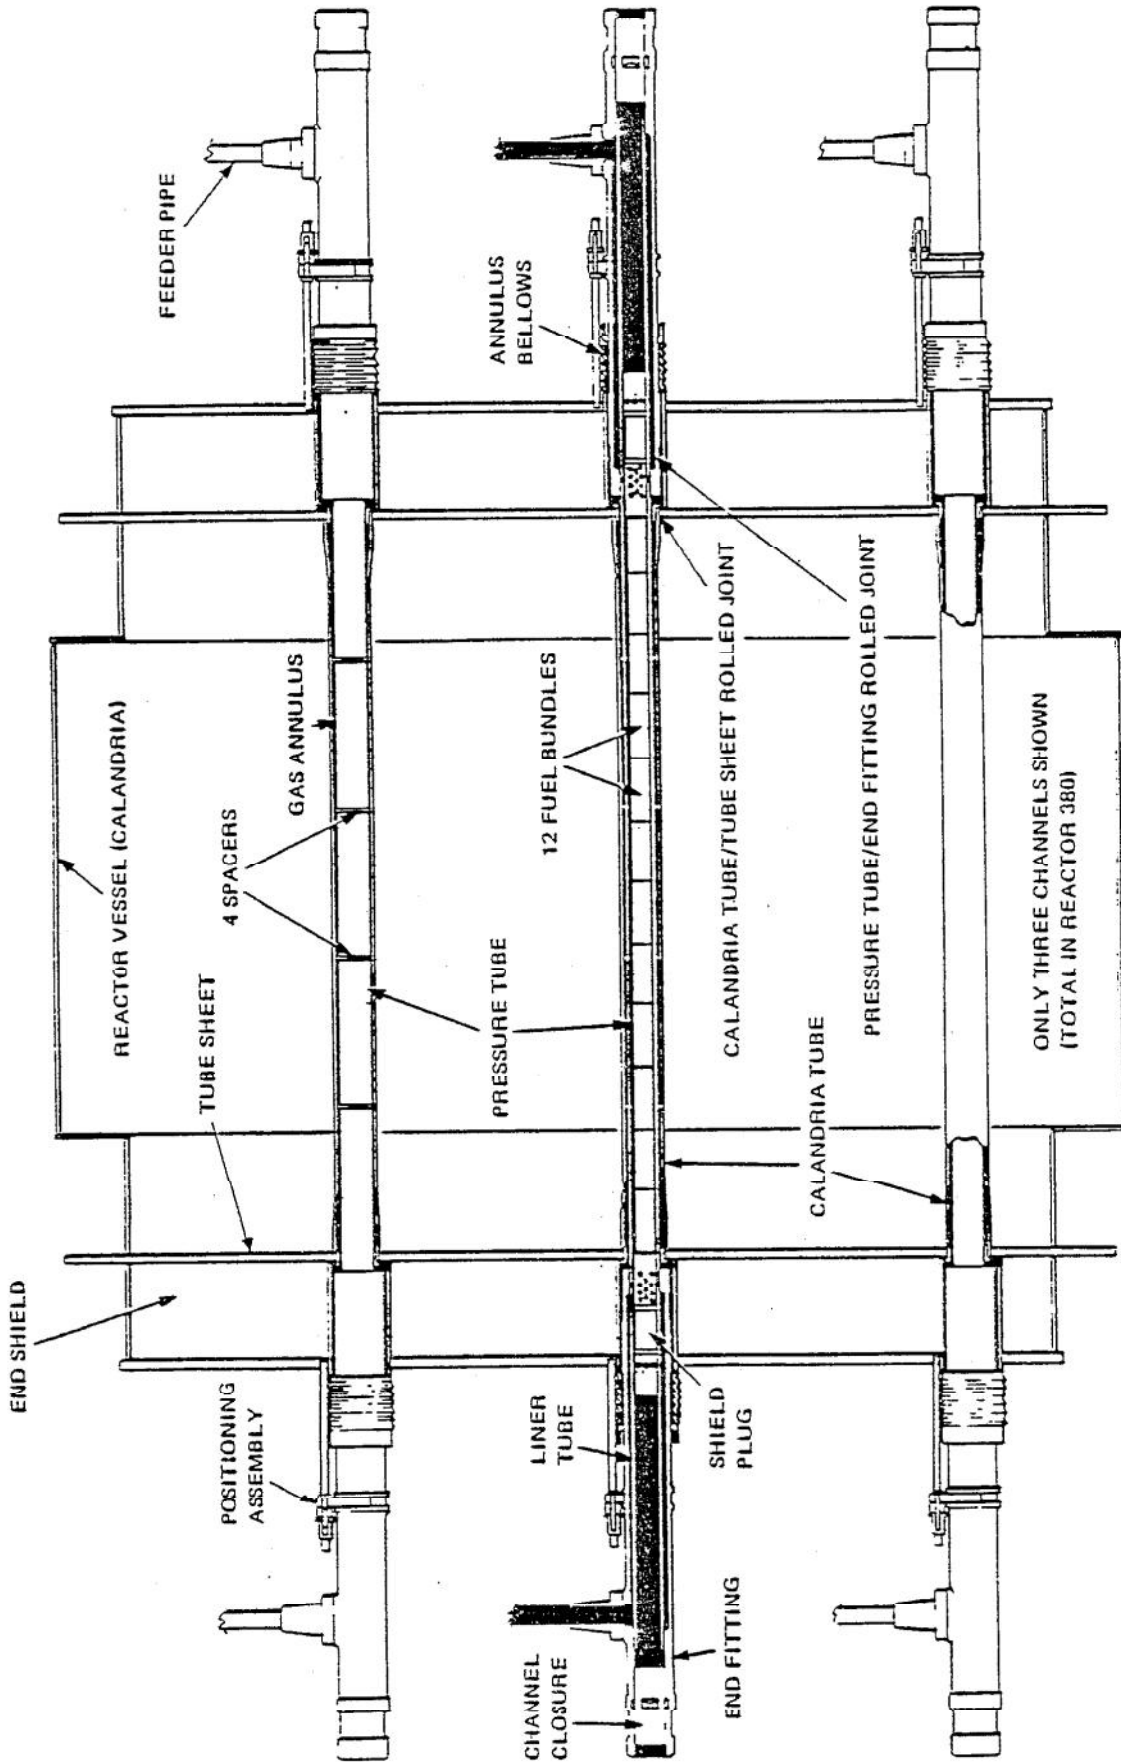 END SHIELD
TUBE SHEET
REACTOR VESSEL (CALANDRIA)
FEEDER PIPE
POSITIONING
ASSEMBLY
4 SPACERS
GAS ANNULUS
PRESSURE TUBE
ANNULUS
BELLOWS
LINER
TUBE
12 FUEL BUNDLES
CHANNEL
CLOSURE
SHIELD
PLUG
END FITTING
CALANDRIA TUBE/TUBE SHEET ROLLED JOINT
CALANDRIA TUBE
PRESSURE TUBE/END FITTING ROLLED JOINT
ONLY THREE CHANNELS SHOWN
(TOTAL IN REACTOR 380)